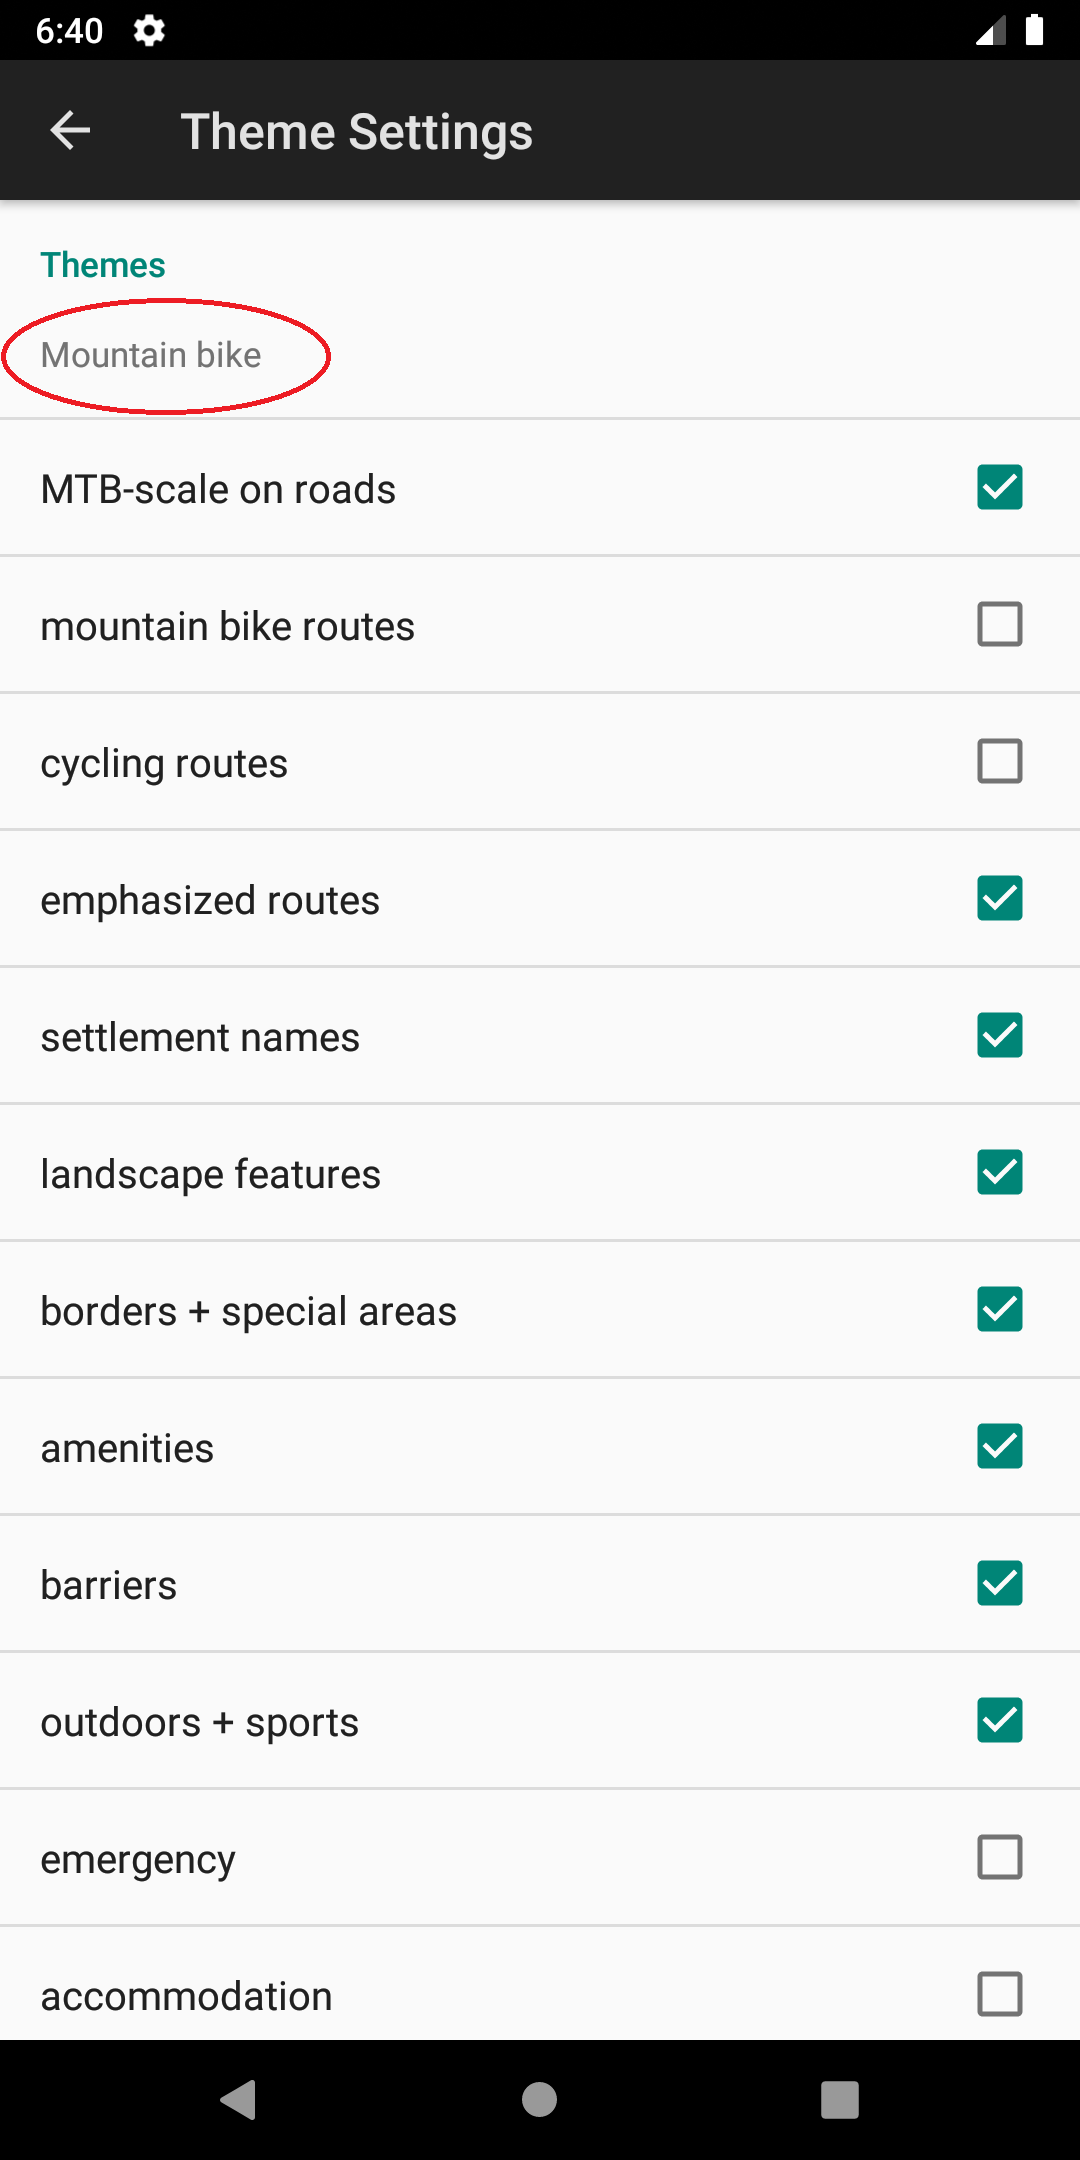 6:40
Theme Settings
Themes
Mountain bike
MTB-scale on roads
mountain bike routes
cycling routes
emphasized routes
settlement names
landscape features
borders + special areas
amenities
barriers
outdoors + sports
emergency
accommodation